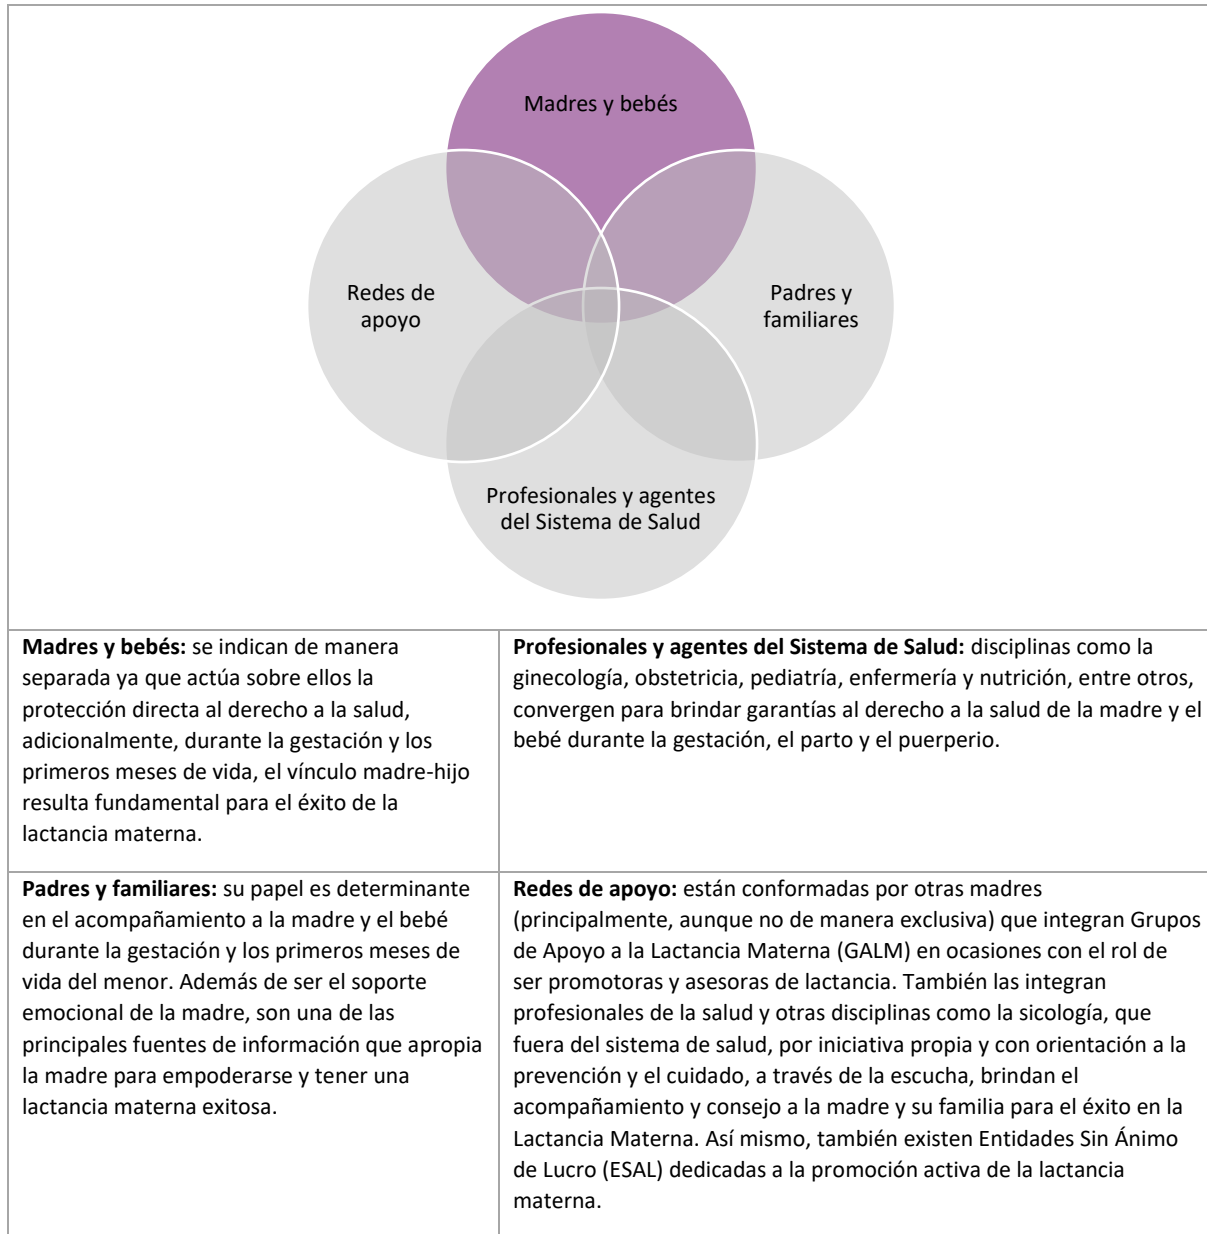 Madres y bebés
Redes de
apoyo
Padres y
familiares
Profesionales y agentes
del Sistema de Salud
Madres y bebés: se indican de manera
separada ya que actúa sobre ellos la
protección directa al derecho a la salud,
adicionalmente, durante la gestación y los
primeros meses de vida, el vínculo madre-hijo
resulta fundamental para el éxito de la
lactancia materna.
Profesionales y agentes del Sistema de Salud: disciplinas como la
ginecología, obstetricia, pediatría, enfermería y nutrición, entre otros,
convergen para brindar garantías al derecho a la salud de la madre y el
bebé durante la gestación, el parto y el puerperio.
Padres y familiares: su papel es determinante
en el acompañamiento a la madre y el bebé
durante la gestación y los primeros meses de
vida del menor. Además de ser el soporte
emocional de la madre, son una de las
principales fuentes de información que apropia
la madre para empoderarse y tener una
lactancia materna exitosa.
Redes de apoyo: están conformadas por otras madres
(principalmente, aunque no de manera exclusiva) que integran Grupos
de Apoyo a la Lactancia Materna (GALM) en ocasiones con el rol de
ser promotoras y asesoras de lactancia. También las integran
profesionales de la salud y otras disciplinas como la sicología, que
fuera del sistema de salud, por iniciativa propia y con orientación a la
prevención y el cuidado, a través de la escucha, brindan el
acompañamiento y consejo a la madre y su familia para el éxito en la
Lactancia Materna. Así mismo, también existen Entidades Sin Ánimo
de Lucro (ESAL) dedicadas a la promoción activa de la lactancia
materna.